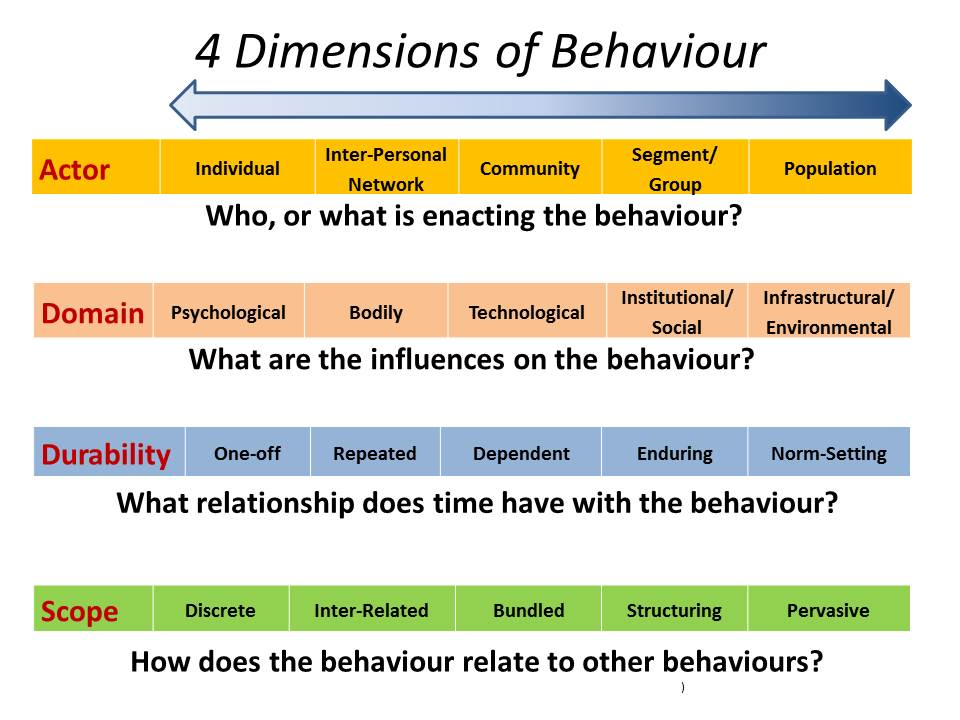 4 Dimensions of Behaviour
Actor Individual Inter-Personal Network Community Segment/ Group Population
Who, or what is enacting the behaviour?
Domain Psychological Bodily Technological Institutional/ Social Infrastructural/ Environmental
What are the influences on the behaviour?
Durability One-off Repeated Dependent Enduring Norm-Setting
What relationship does time have with the behaviour?
Scope Discrete Inter-Related Bundled Structuring Pervasive
How does the behaviour relate to other behaviours?
)